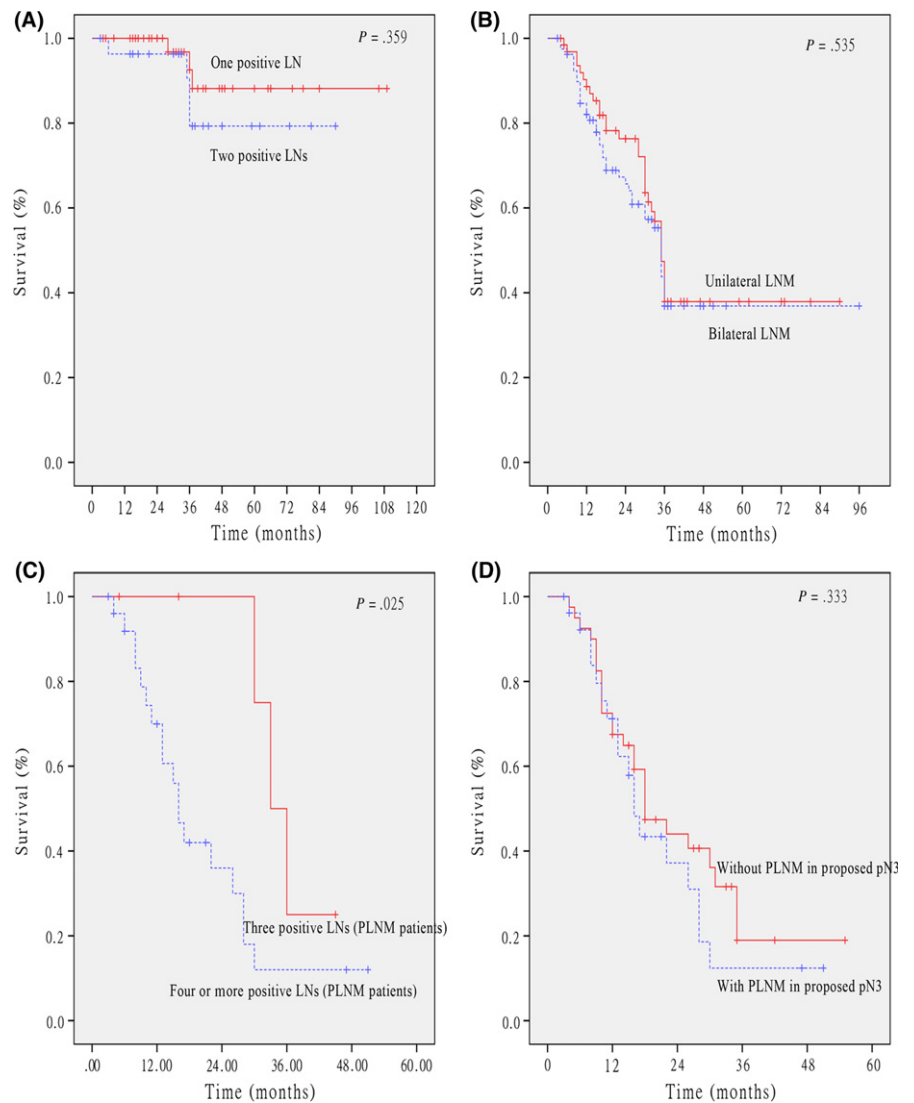 (A)
P = .359
One positive LN
Two positive LNs
Survival (%)
1.0
0.8
0.6
0.4
0.2
0.0
0 12 24 36 48 60 72 84 96 108 120
Time (months)
(B)
P = .535
Unilateral LNM
Bilateral LNM
Survival (%)
1.0
0.8
0.6
0.4
0.2
0.0
0 12 24 36 48 60 72 84 96
Time (months)
(C)
P = .025
Three positive LNs (PLNM patients)
Four or more positive LNs (PLNM patients)
Survival (%)
1.0
0.8
0.6
0.4
0.2
0.0
.00 12.00 24.00 36.00 48.00 60.00
Time (months)
(D)
P = .333
Without PLNM in proposed pN3
With PLNM in proposed pN3
Survival (%)
1.0
0.8
0.6
0.4
0.2
0.0
0 12 24 36 48 60
Time (months)